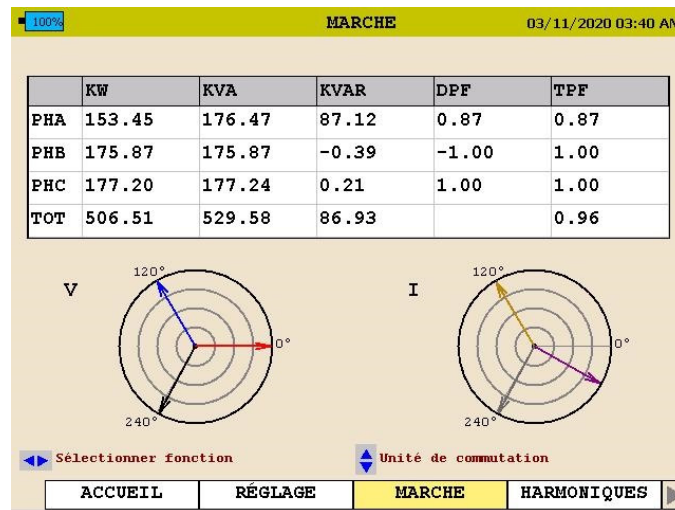 100% MARCHE 03/11/2020 03:40 AM
KW KVA KVAR DPF TPF
PHA 153.45 176.47 87.12 0.87 0.87
PHB 175.87 175.87 -0.39 -1.00 1.00
PHC 177.20 177.24 0.21 1.00 1.00
TOT 506.51 529.58 86.93 0.96
120° 120°
V I
0° 0°
240° 240°
Sélectionner fonction Unité de commutation
ACCUEIL RÉGLAGE MARCHE HARMONIQUES